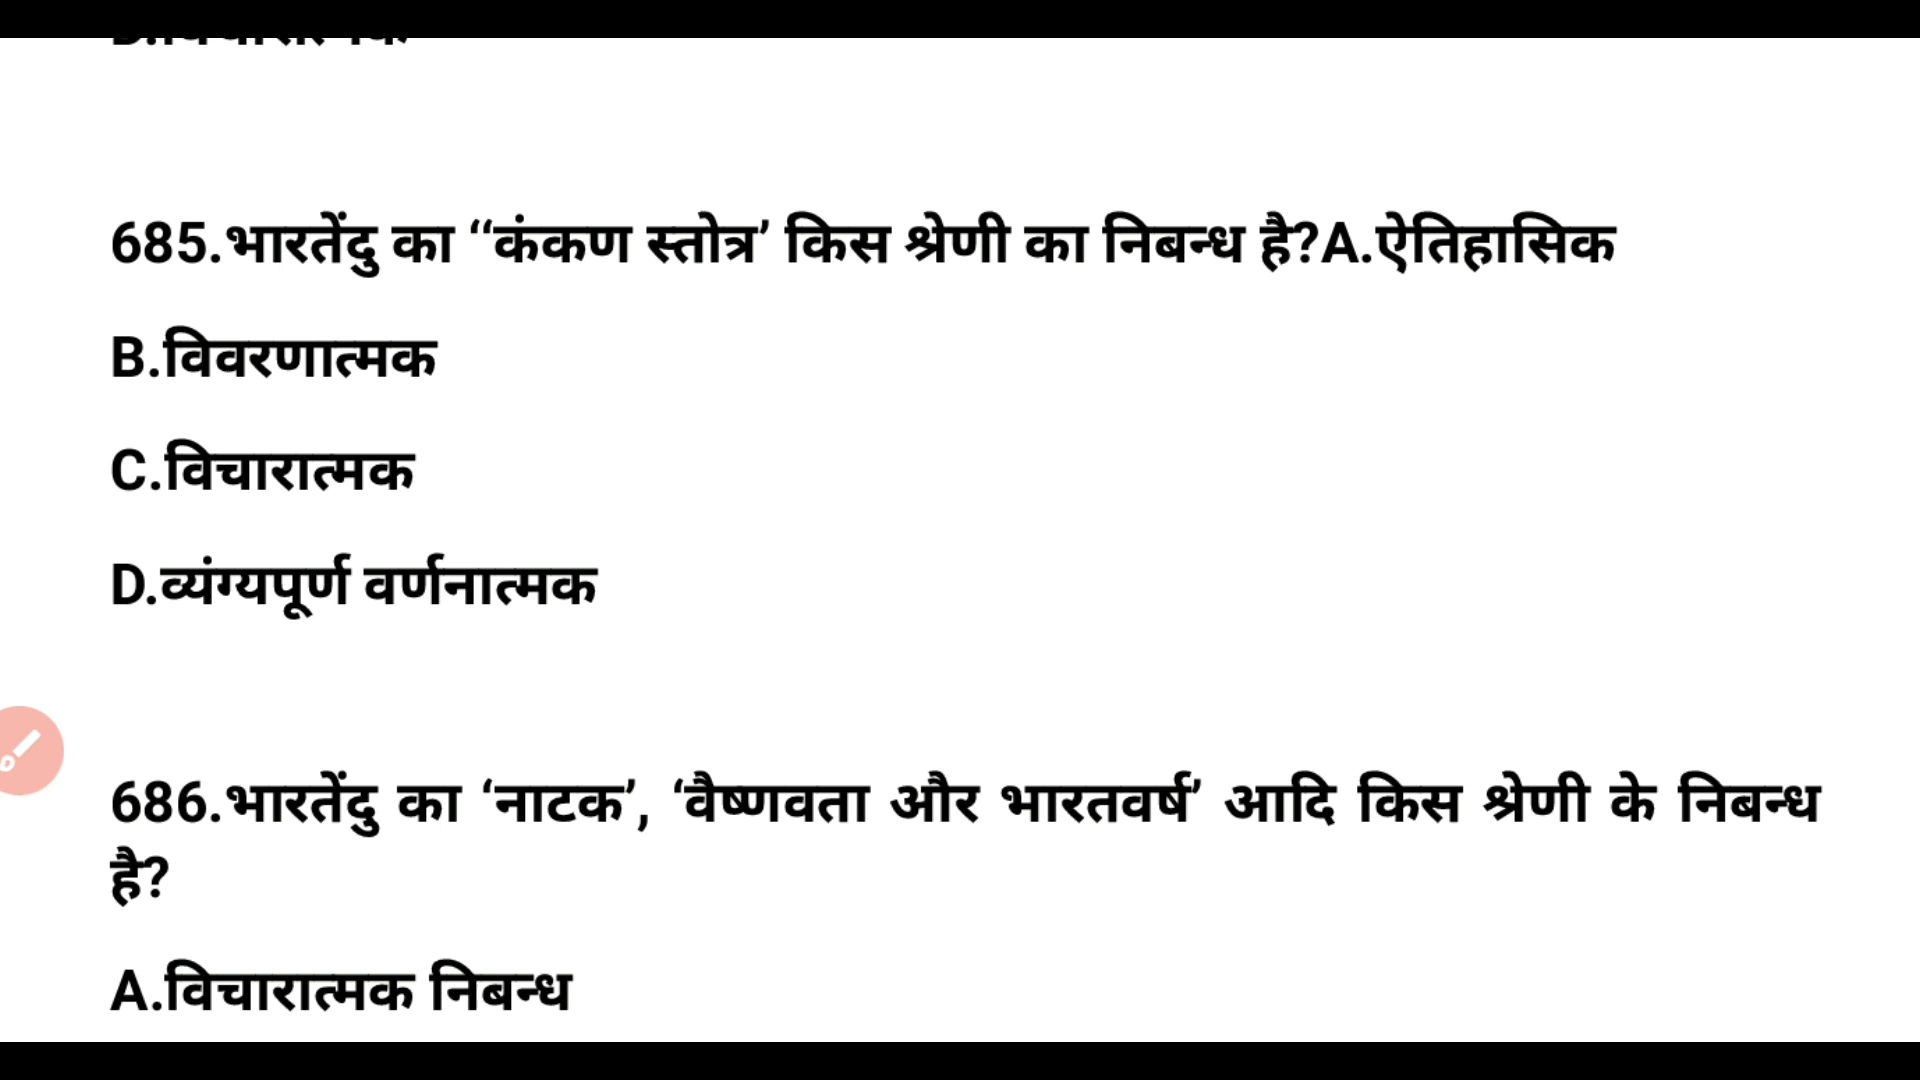 685.भारतेंदु का “कंकण स्तोत्र’ किस श्रेणी का निबन्ध है?A.ऐतिहासिक
B.विवरणात्मक
C.विचारात्मक
D.व्यंग्यपूर्ण वर्णनात्मक
686.भारतेंदु का ‘नाटक’, ‘वैष्णवता और भारतवर्ष’ आदि किस श्रेणी के निबन्ध
है?
A.विचारात्मक निबन्ध